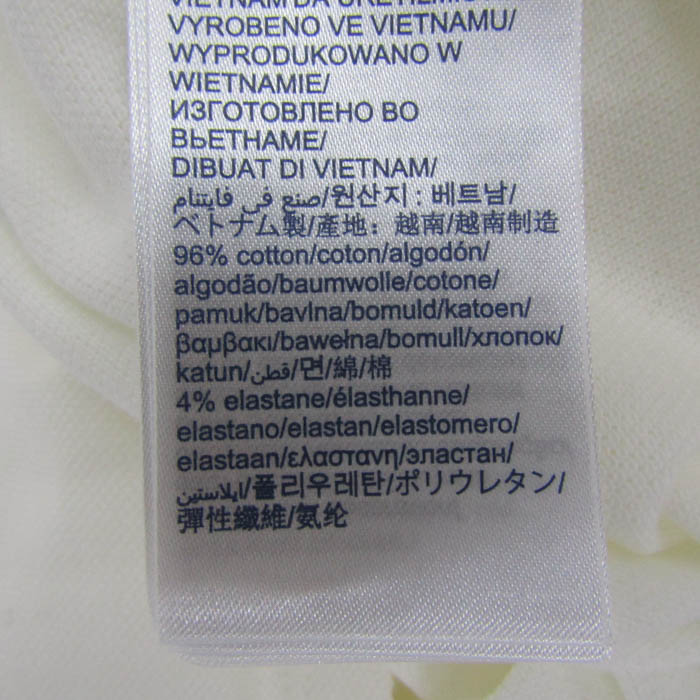 VIETNAM'DA ÜRETİLMİŞ/
VYROBENO VE VIETNAMU/
WYPRODUKOWANO W
WIETNAMIE/
ИЗГОТОВЛЕНО ВО
ВЬЕТНАМЕ/
DIBUAT DI VIETNAM/
صنع في فايتنام/원산지 : 베트남/
ベトナム製/產地：越南/越南制造
96% cotton/coton/algodón/
algodão/baumwolle/cotone/
pamuk/bavlna/bomuld/katoen/
βαμβακι/bawełna/bomull/хлопок/
katun/قطن/면/綿/棉
4% elastane/élasthanne/
elastano/elastan/elastomero/
elastaan/ελαστανη/эластан/
ايلاستين/폴리우레탄/ポリウレタン/
彈性纖維/氨纶